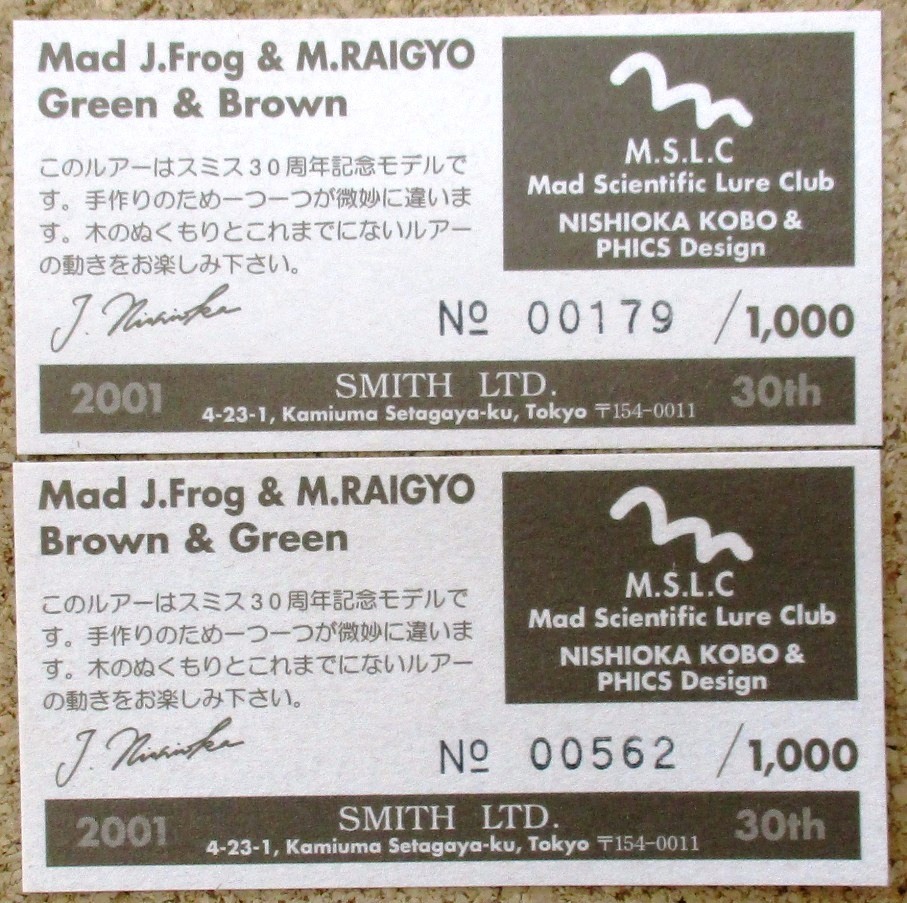 Mad J.Frog & M.RAIGYO
Green & Brown
このルアーはスミス30周年記念モデルで
す。手作りのため一つ一つが微妙に違いま
す。木のぬくもりとこれまでにないルアー
の動きをお楽しみ下さい。
J. Nishioka
M.S.L.C
Mad Scientific Lure Club
NISHIOKA KOBO &
PHICS Design
№ 00179 /1,000
2001 SMITH LTD. 30th
4-23-1, Kamiuma Setagaya-ku, Tokyo 〒154-0011
Mad J.Frog & M.RAIGYO
Brown & Green
このルアーはスミス30周年記念モデルで
す。手作りのため一つ一つが微妙に違いま
す。木のぬくもりとこれまでにないルアー
の動きをお楽しみ下さい。
J. Nishioka
M.S.L.C
Mad Scientific Lure Club
NISHIOKA KOBO &
PHICS Design
№ 00562 /1,000
2001 SMITH LTD. 30th
4-23-1, Kamiuma Setagaya-ku, Tokyo 〒154-0011